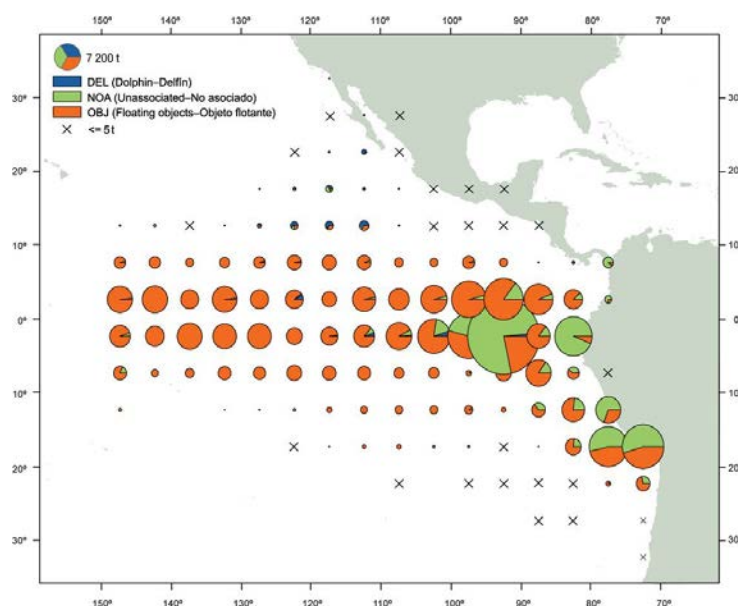 150° 140° 130° 120° 110° 100° 90° 80° 70°
7 200 t
DEL (Dolphin–Delfín)
NOA (Unassociated–No asociado)
OBJ (Floating objects–Objeto flotante)
<= 5 t
30° 30
20° 20
10° 10
0° 0°
10° 10
20° 20
30° 30
150° 140° 130° 120° 110° 100° 90° 80° 70°